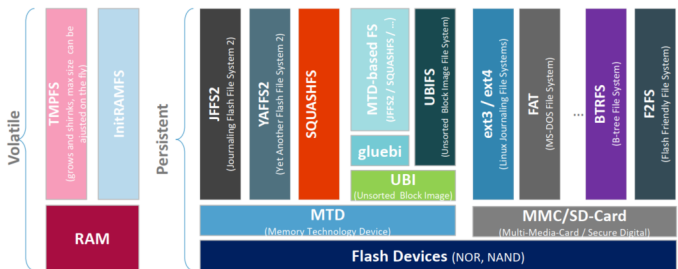 Volatile
TMPFS
(grows and shrinks, max size can be
ajusted on the fly)
InitRAMFS
RAM
Persistent
JFFS2
(Journaling Flash File System 2)
YAFFS2
(Yet Another Flash File System 2)
SQUASHFS
MTD-based FS
(JFFS2 / SQUASHFS / ...)
gluebi
UBIFS
(Unsorted Block Image File System)
UBI
(Unsorted Block Image)
MTD
(Memory Technology Device)
ext3 / ext4
(Linux Journaling File Systems)
FAT
(MS-DOS File System)
...
BTRFS
(B-tree File System)
F2FS
(Flash Friendly File System)
MMC/SD-Card
(Multi-Media-Card / Secure Digital)
Flash Devices (NOR, NAND)